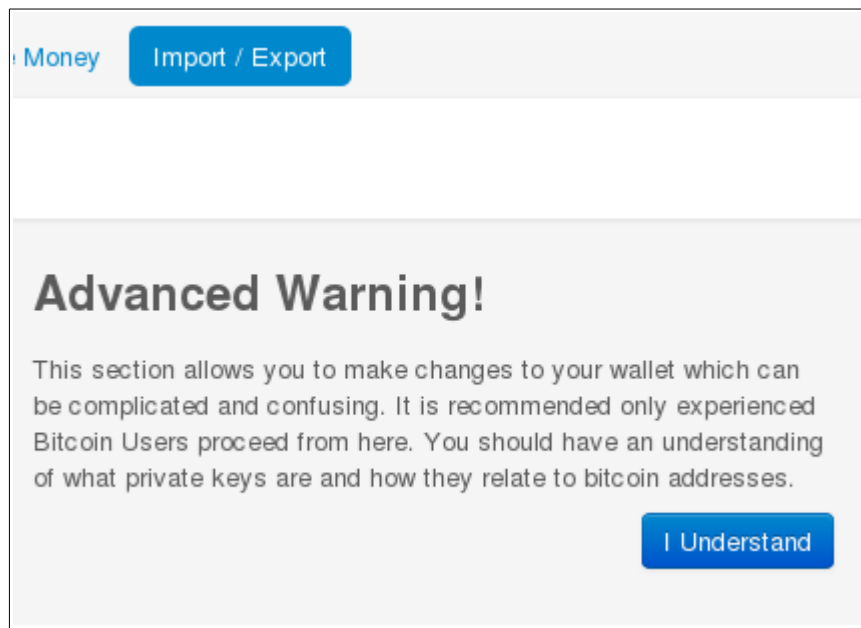 Money Import / Export
Advanced Warning!
This section allows you to make changes to your wallet which can
be complicated and confusing. It is recommended only experienced
Bitcoin Users proceed from here. You should have an understanding
of what private keys are and how they relate to bitcoin addresses.
I Understand